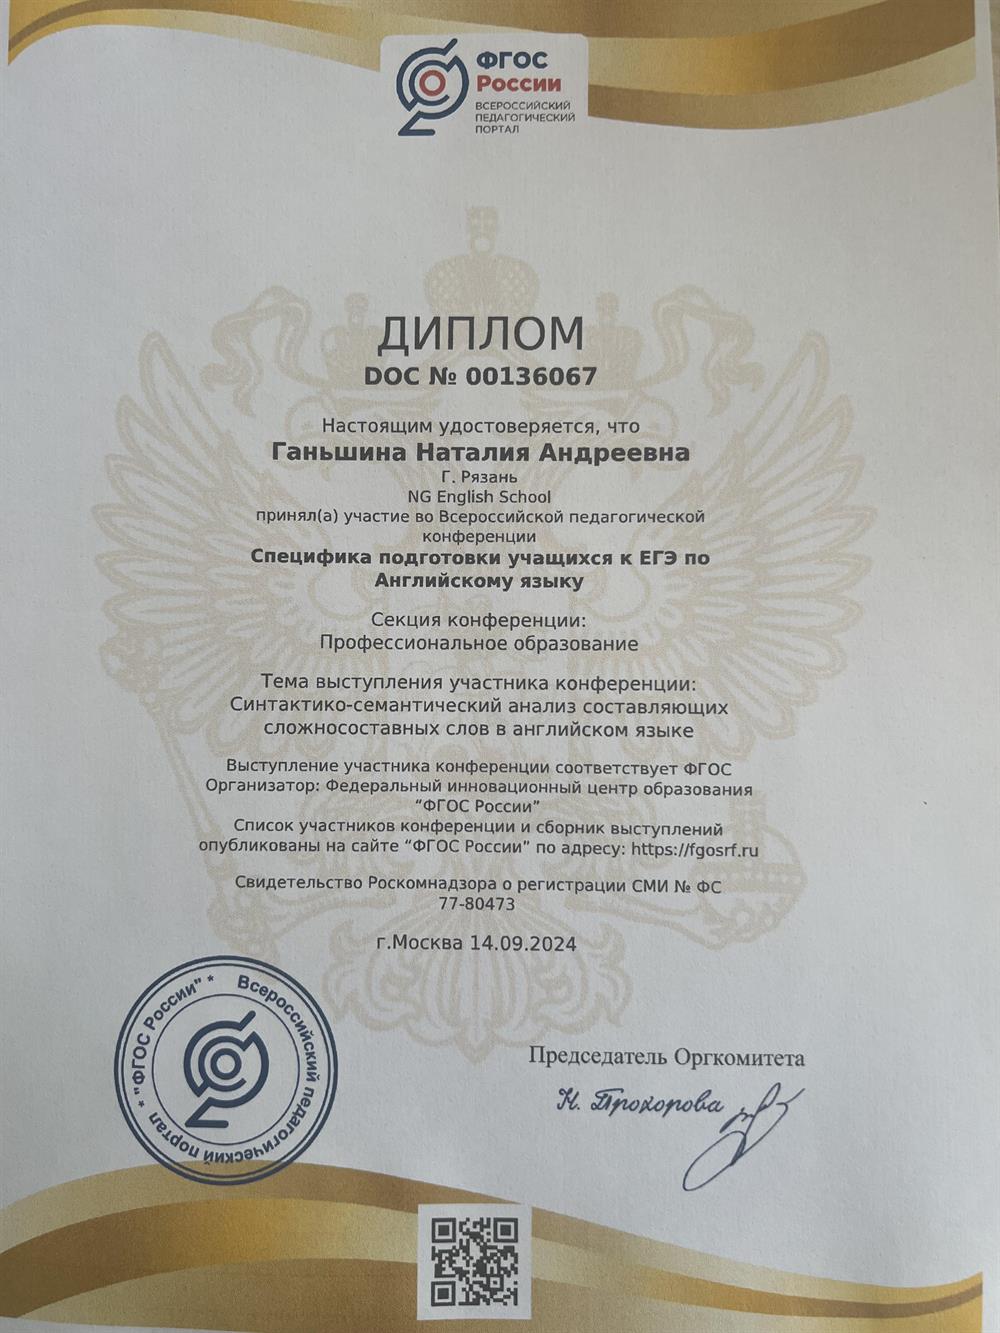 ФГОС
России
ВСЕРОССИЙСКИЙ
ПЕДАГОГИЧЕСКИЙ
ПОРТАЛ
ДИПЛОМ
DOC № 00136067
Настоящим удостоверяется, что
Ганьшина Наталия Андреевна
Г. Рязань
NG English School
принял(а) участие во Всероссийской педагогической
конференции
Специфика подготовки учащихся к ЕГЭ по
Английскому языку
Секция конференции:
Профессиональное образование
Тема выступления участника конференции:
Синтактико-семантический анализ составляющих
сложносоставных слов в английском языке
Выступление участника конференции соответствует ФГОС
Организатор: Федеральный инновационный центр образования
“ФГОС России”
Список участников конференции и сборник выступлений
опубликованы на сайте “ФГОС России” по адресу: https://fgosrf.ru
Свидетельство Роскомнадзора о регистрации СМИ № ФС
77-80473
г.Москва 14.09.2024
* "ФГОС России" * Всероссийский педагогический портал
Председатель Оргкомитета
Н. Прохорова